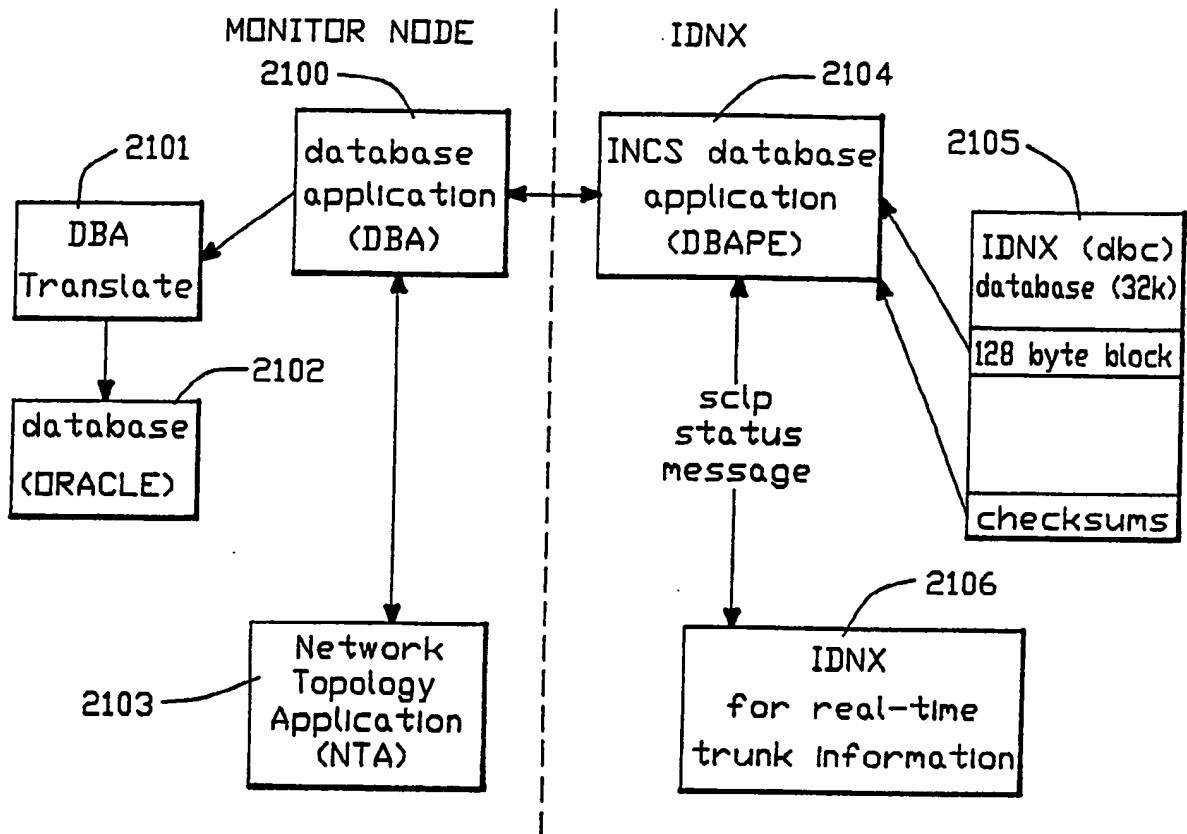 MONITOR NODE
IDNX
2100
2104
2101
2105
database
application
(DBA)
INCS database
application
(DBAPE)
DBA
Translate
IDNX (dbc)
database (32k)
128 byte block
checksums
2102
database
(ORACLE)
sclp
status
message
2106
2103
Network
Topology
Application
(NTA)
IDNX
for real-time
trunk information